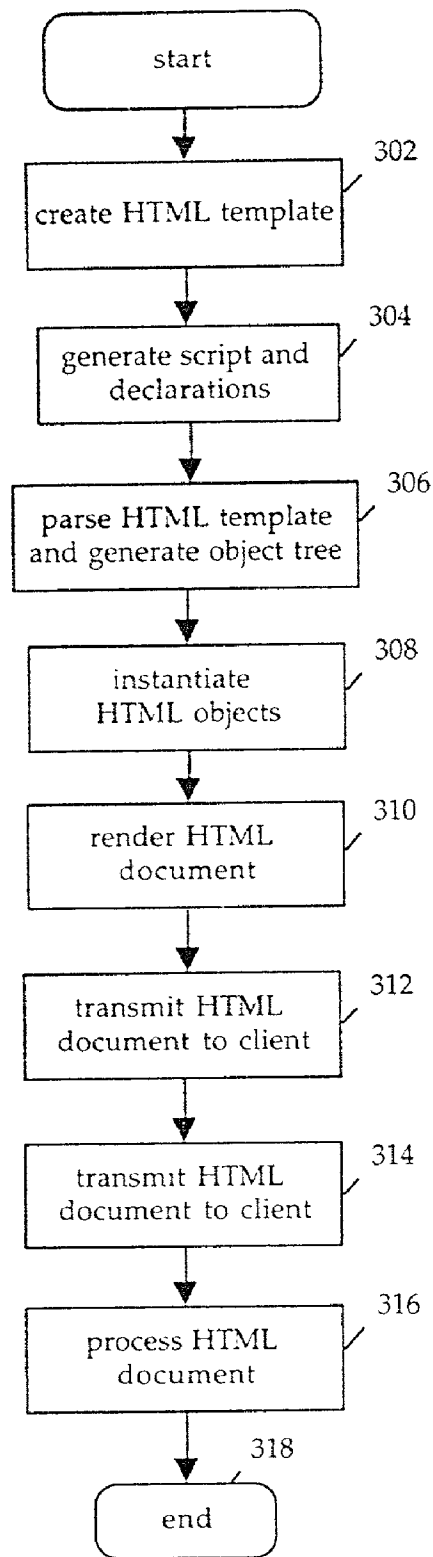 start
302
create HTML template
304
generate script and
declarations
306
parse HTML template
and generate object tree
308
instantiate
HTML objects
310
render HTML
document
312
transmit HTML
document to client
314
transmit HTML
document to client
316
process HTML
document
318
end